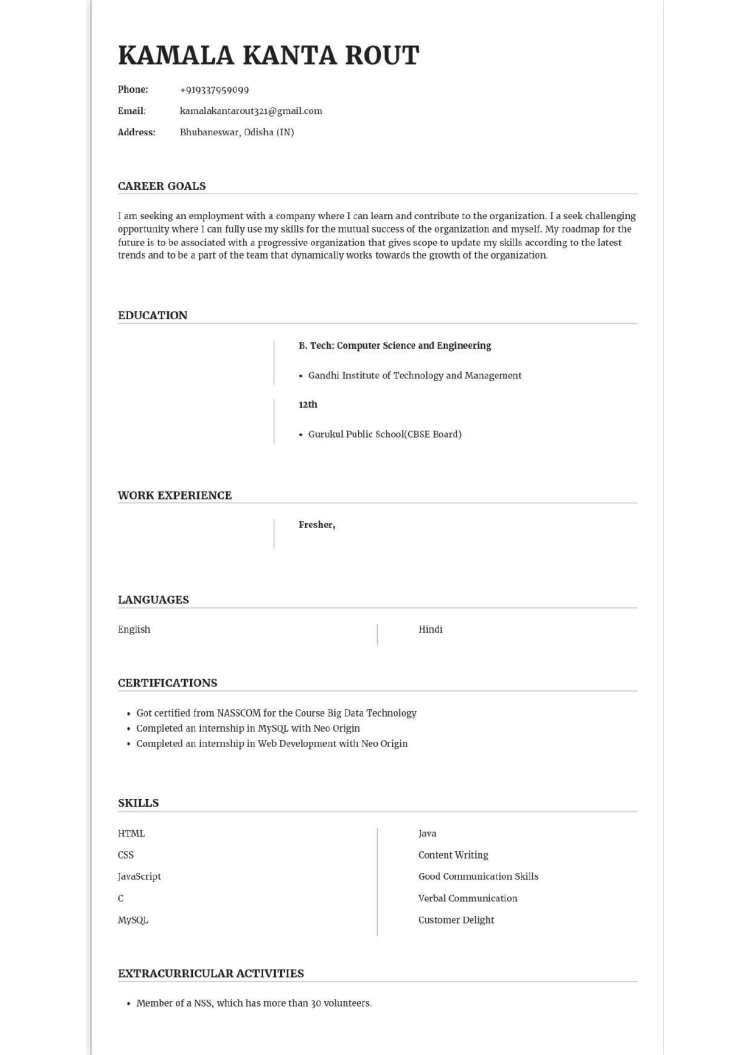 KAMALA KANTA ROUT
Phone: +919337959099
Email: kamalakantarout321@gmail.com
Address: Bhubaneswar, Odisha (IN)
CAREER GOALS
I am seeking an employment with a company where I can learn and contribute to the organization. I a seek challenging
opportunity where I can fully use my skills for the mutual success of the organization and myself. My roadmap for the
future is to be associated with a progressive organization that gives scope to update my skills according to the latest
trends and to be a part of the team that dynamically works towards the growth of the organization.
EDUCATION
B. Tech: Computer Science and Engineering
• Gandhi Institute of Technology and Management
12th
• Gurukul Public School(CBSE Board)
WORK EXPERIENCE
Fresher,
LANGUAGES
English
Hindi
CERTIFICATIONS
• Got certified from NASSCOM for the Course Big Data Technology
• Completed an internship in MySQL with Neo Origin
• Completed an internship in Web Development with Neo Origin
SKILLS
HTML
CSS
JavaScript
C
MySQL
Java
Content Writing
Good Communication Skills
Verbal Communication
Customer Delight
EXTRACURRICULAR ACTIVITIES
• Member of a NSS, which has more than 30 volunteers.